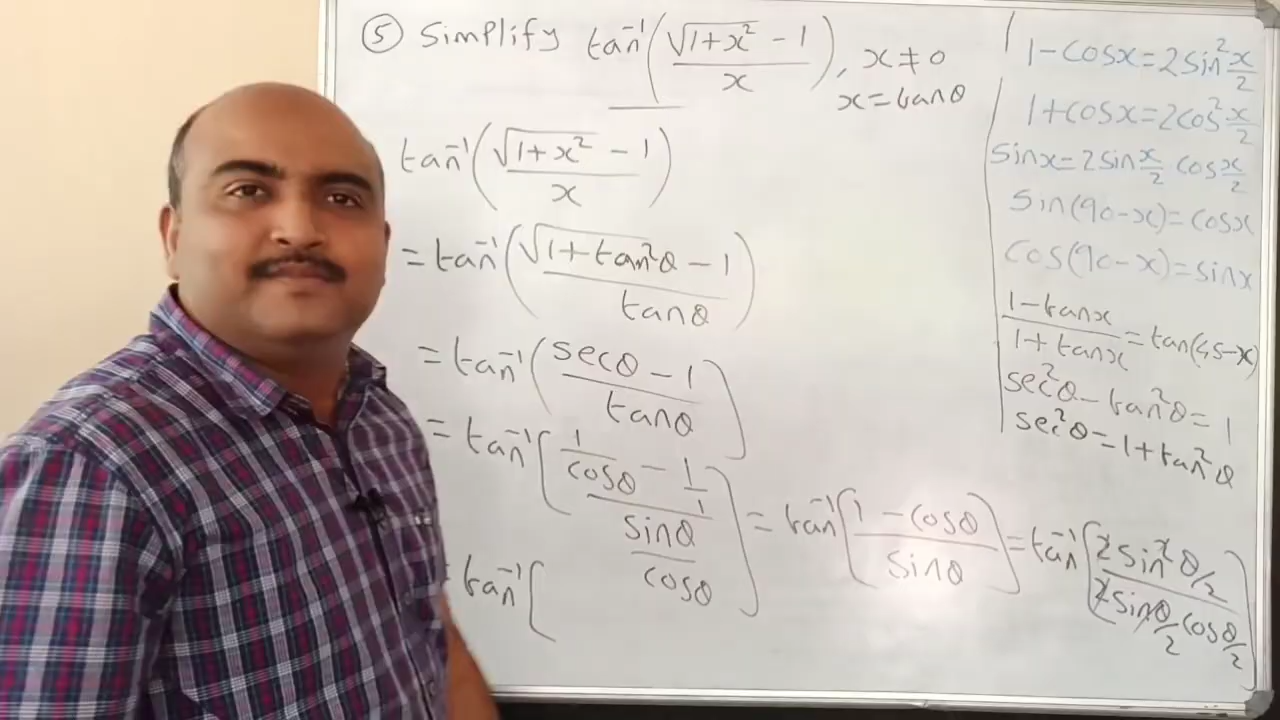 ⑤ Simplify tan⁻¹(√(1+x²) − 1 / x), x ≠ 0
x = tanθ
tan⁻¹(√(1+x²) − 1 / x)
= tan⁻¹(√(1+tan²θ) − 1 / tanθ)
= tan⁻¹(secθ − 1 / tanθ)
= tan⁻¹[(1/cosθ − 1/1) / (sinθ/cosθ)] = tan⁻¹[1 − cosθ / sinθ] = tan⁻¹[2sin²θ/2 / 2sinθ/2 cosθ/2]
= tan⁻¹[
1−cosx=2sin²x/2
1+cosx=2cos²x/2
sinx=2sinx/2 cosx/2
sin(90−x)=cosx
cos(90−x)=sinx
1−tanx / 1+tanx = tan(45−x)
sec²θ − tan²θ = 1
sec²θ=1+tan²θ